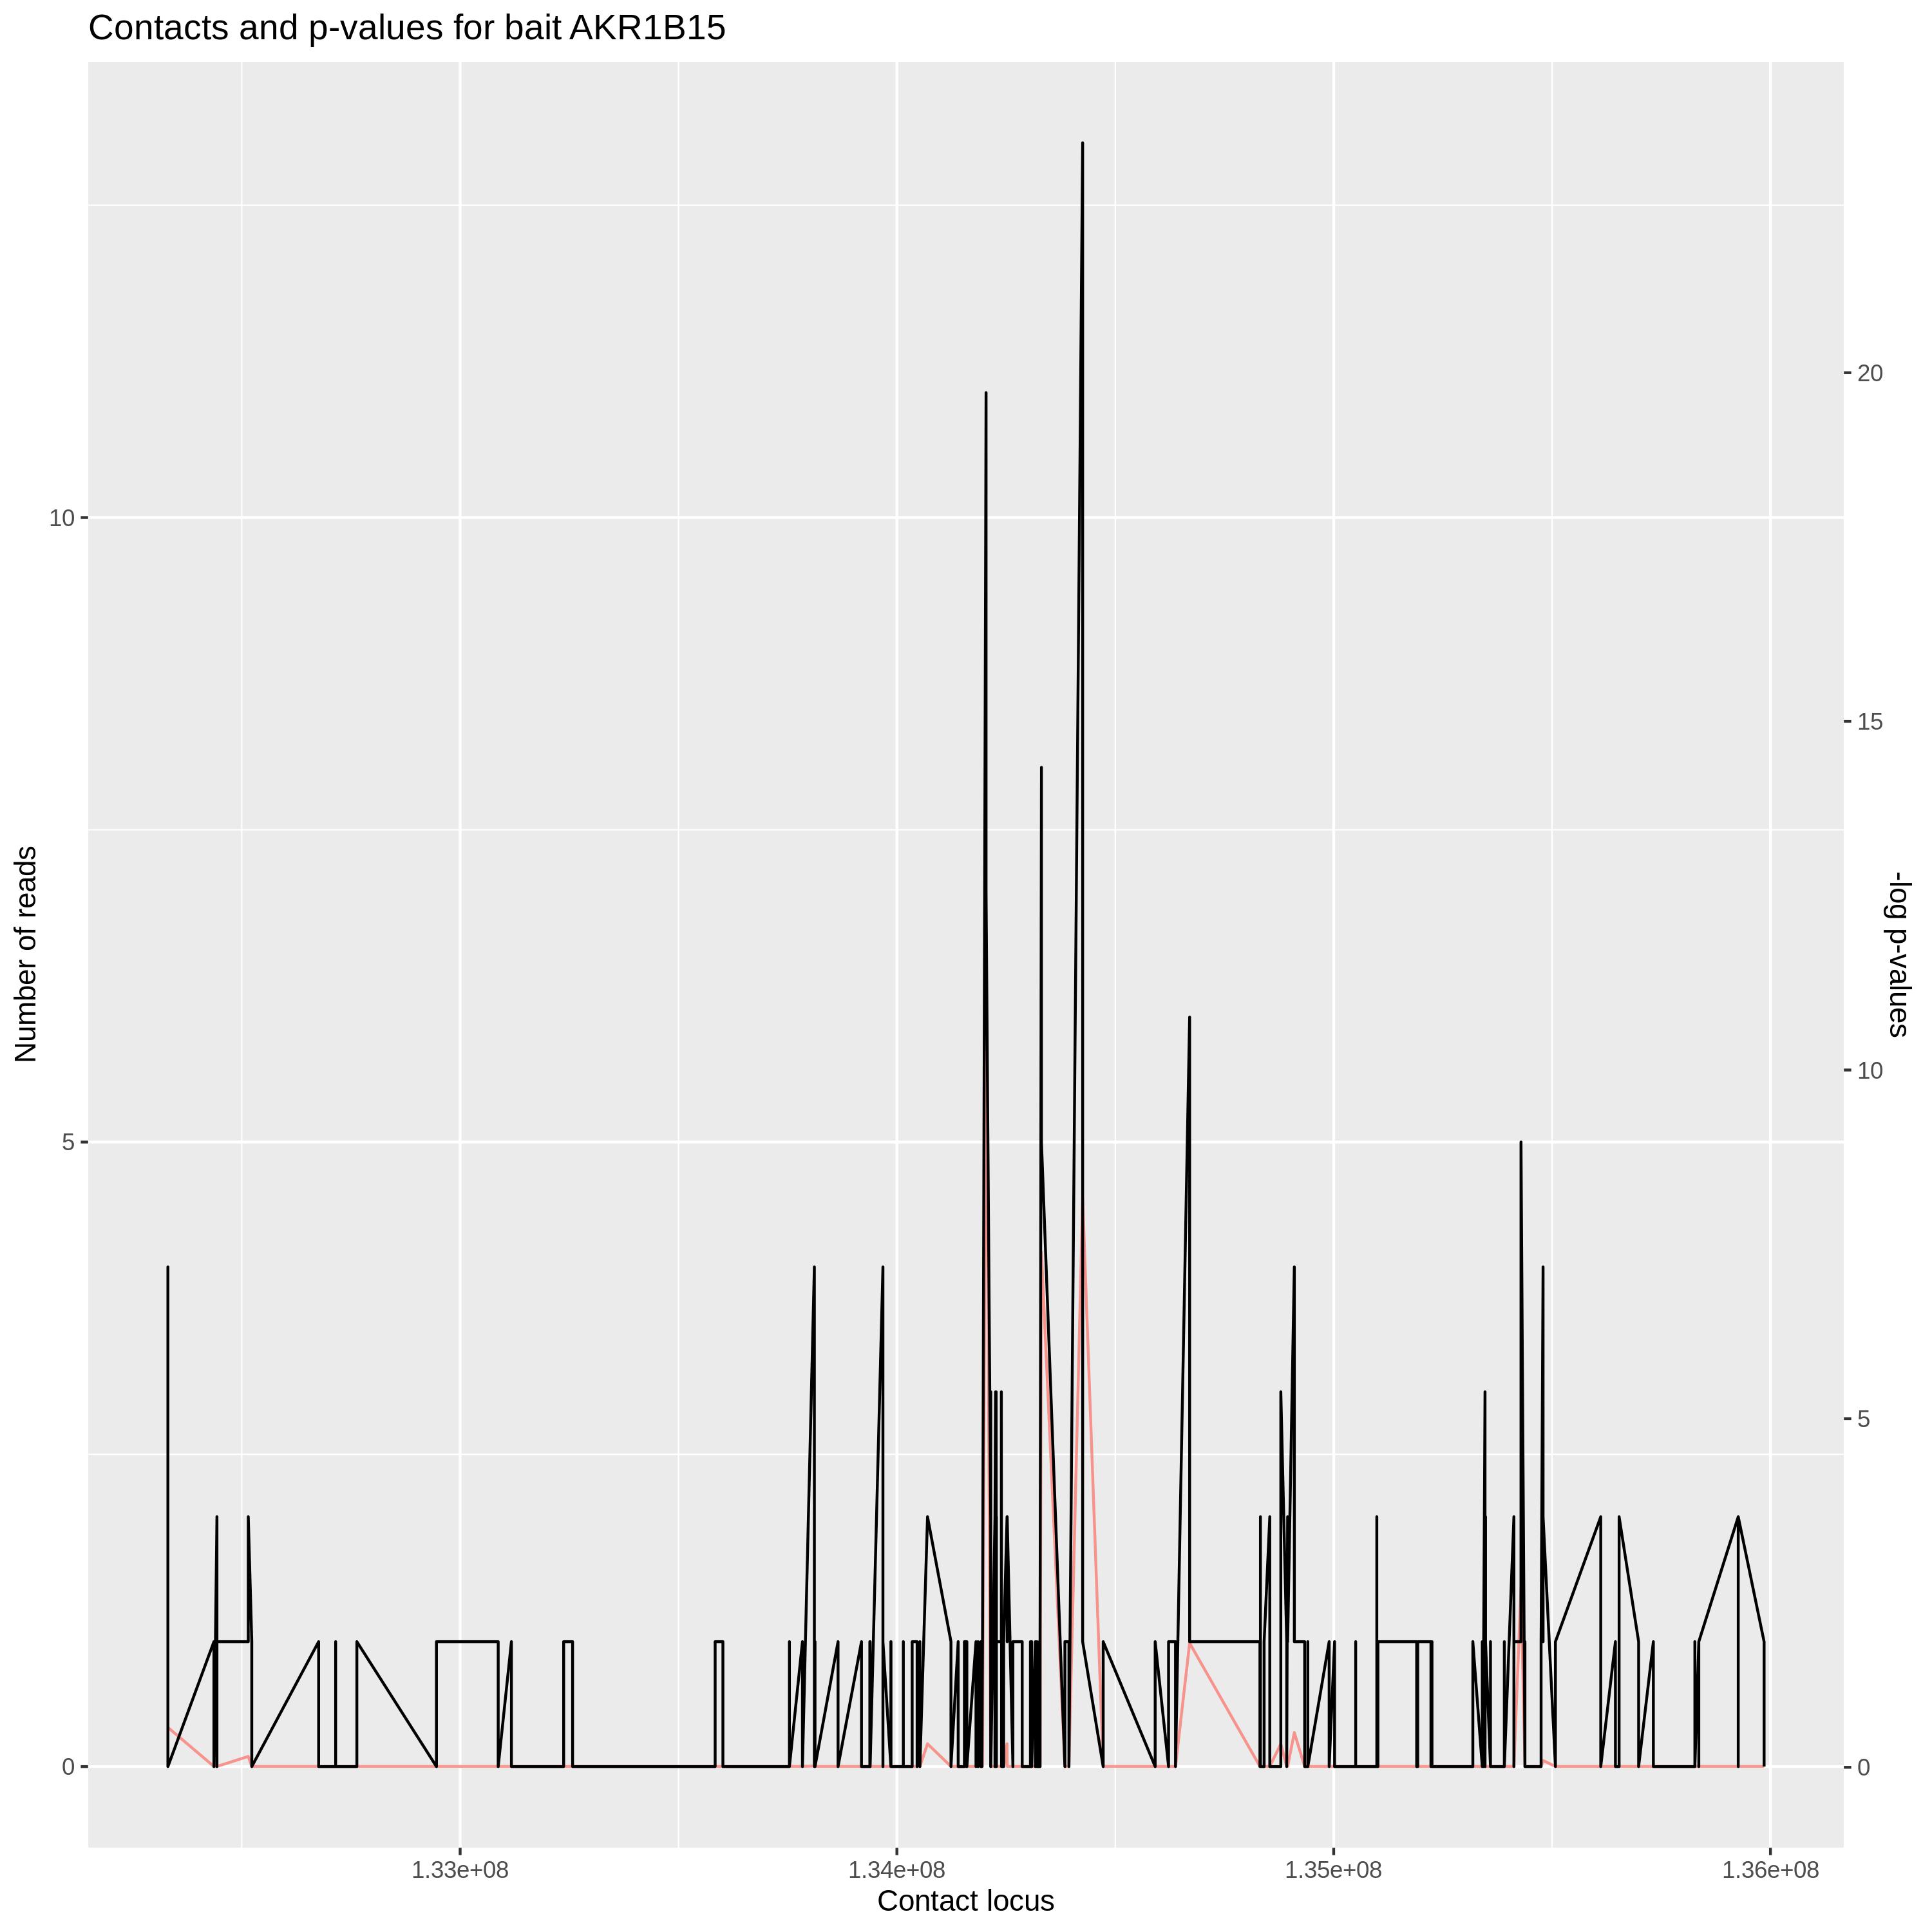 Contacts and p-values for bait AKR1B15
10
5
0
Number of reads
20
15
10
5
0
-log p-values
1.33e+08
1.34e+08
1.35e+08
1.36e+08
Contact locus